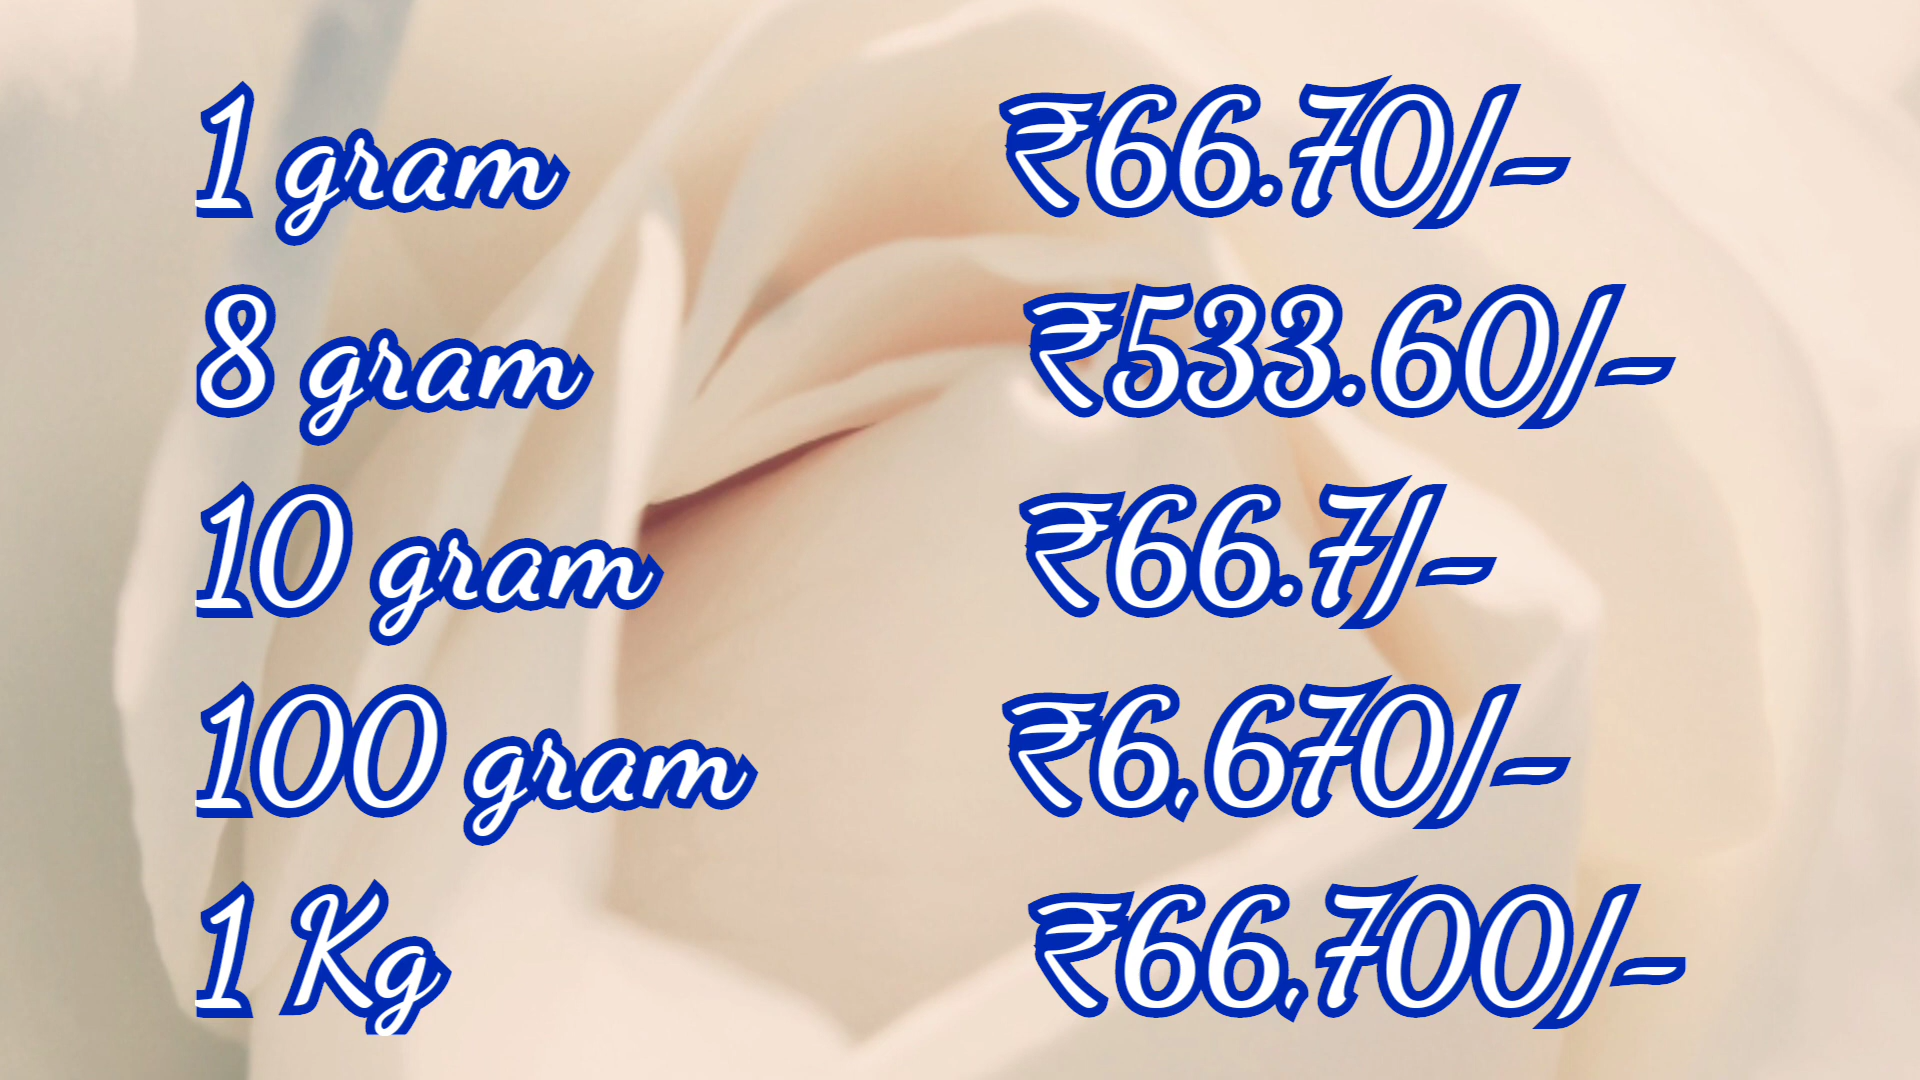 1 gram ₹66.70/-
8 gram ₹533.60/-
10 gram ₹66.7/-
100 gram ₹6,670/-
1 Kg ₹66,700/-